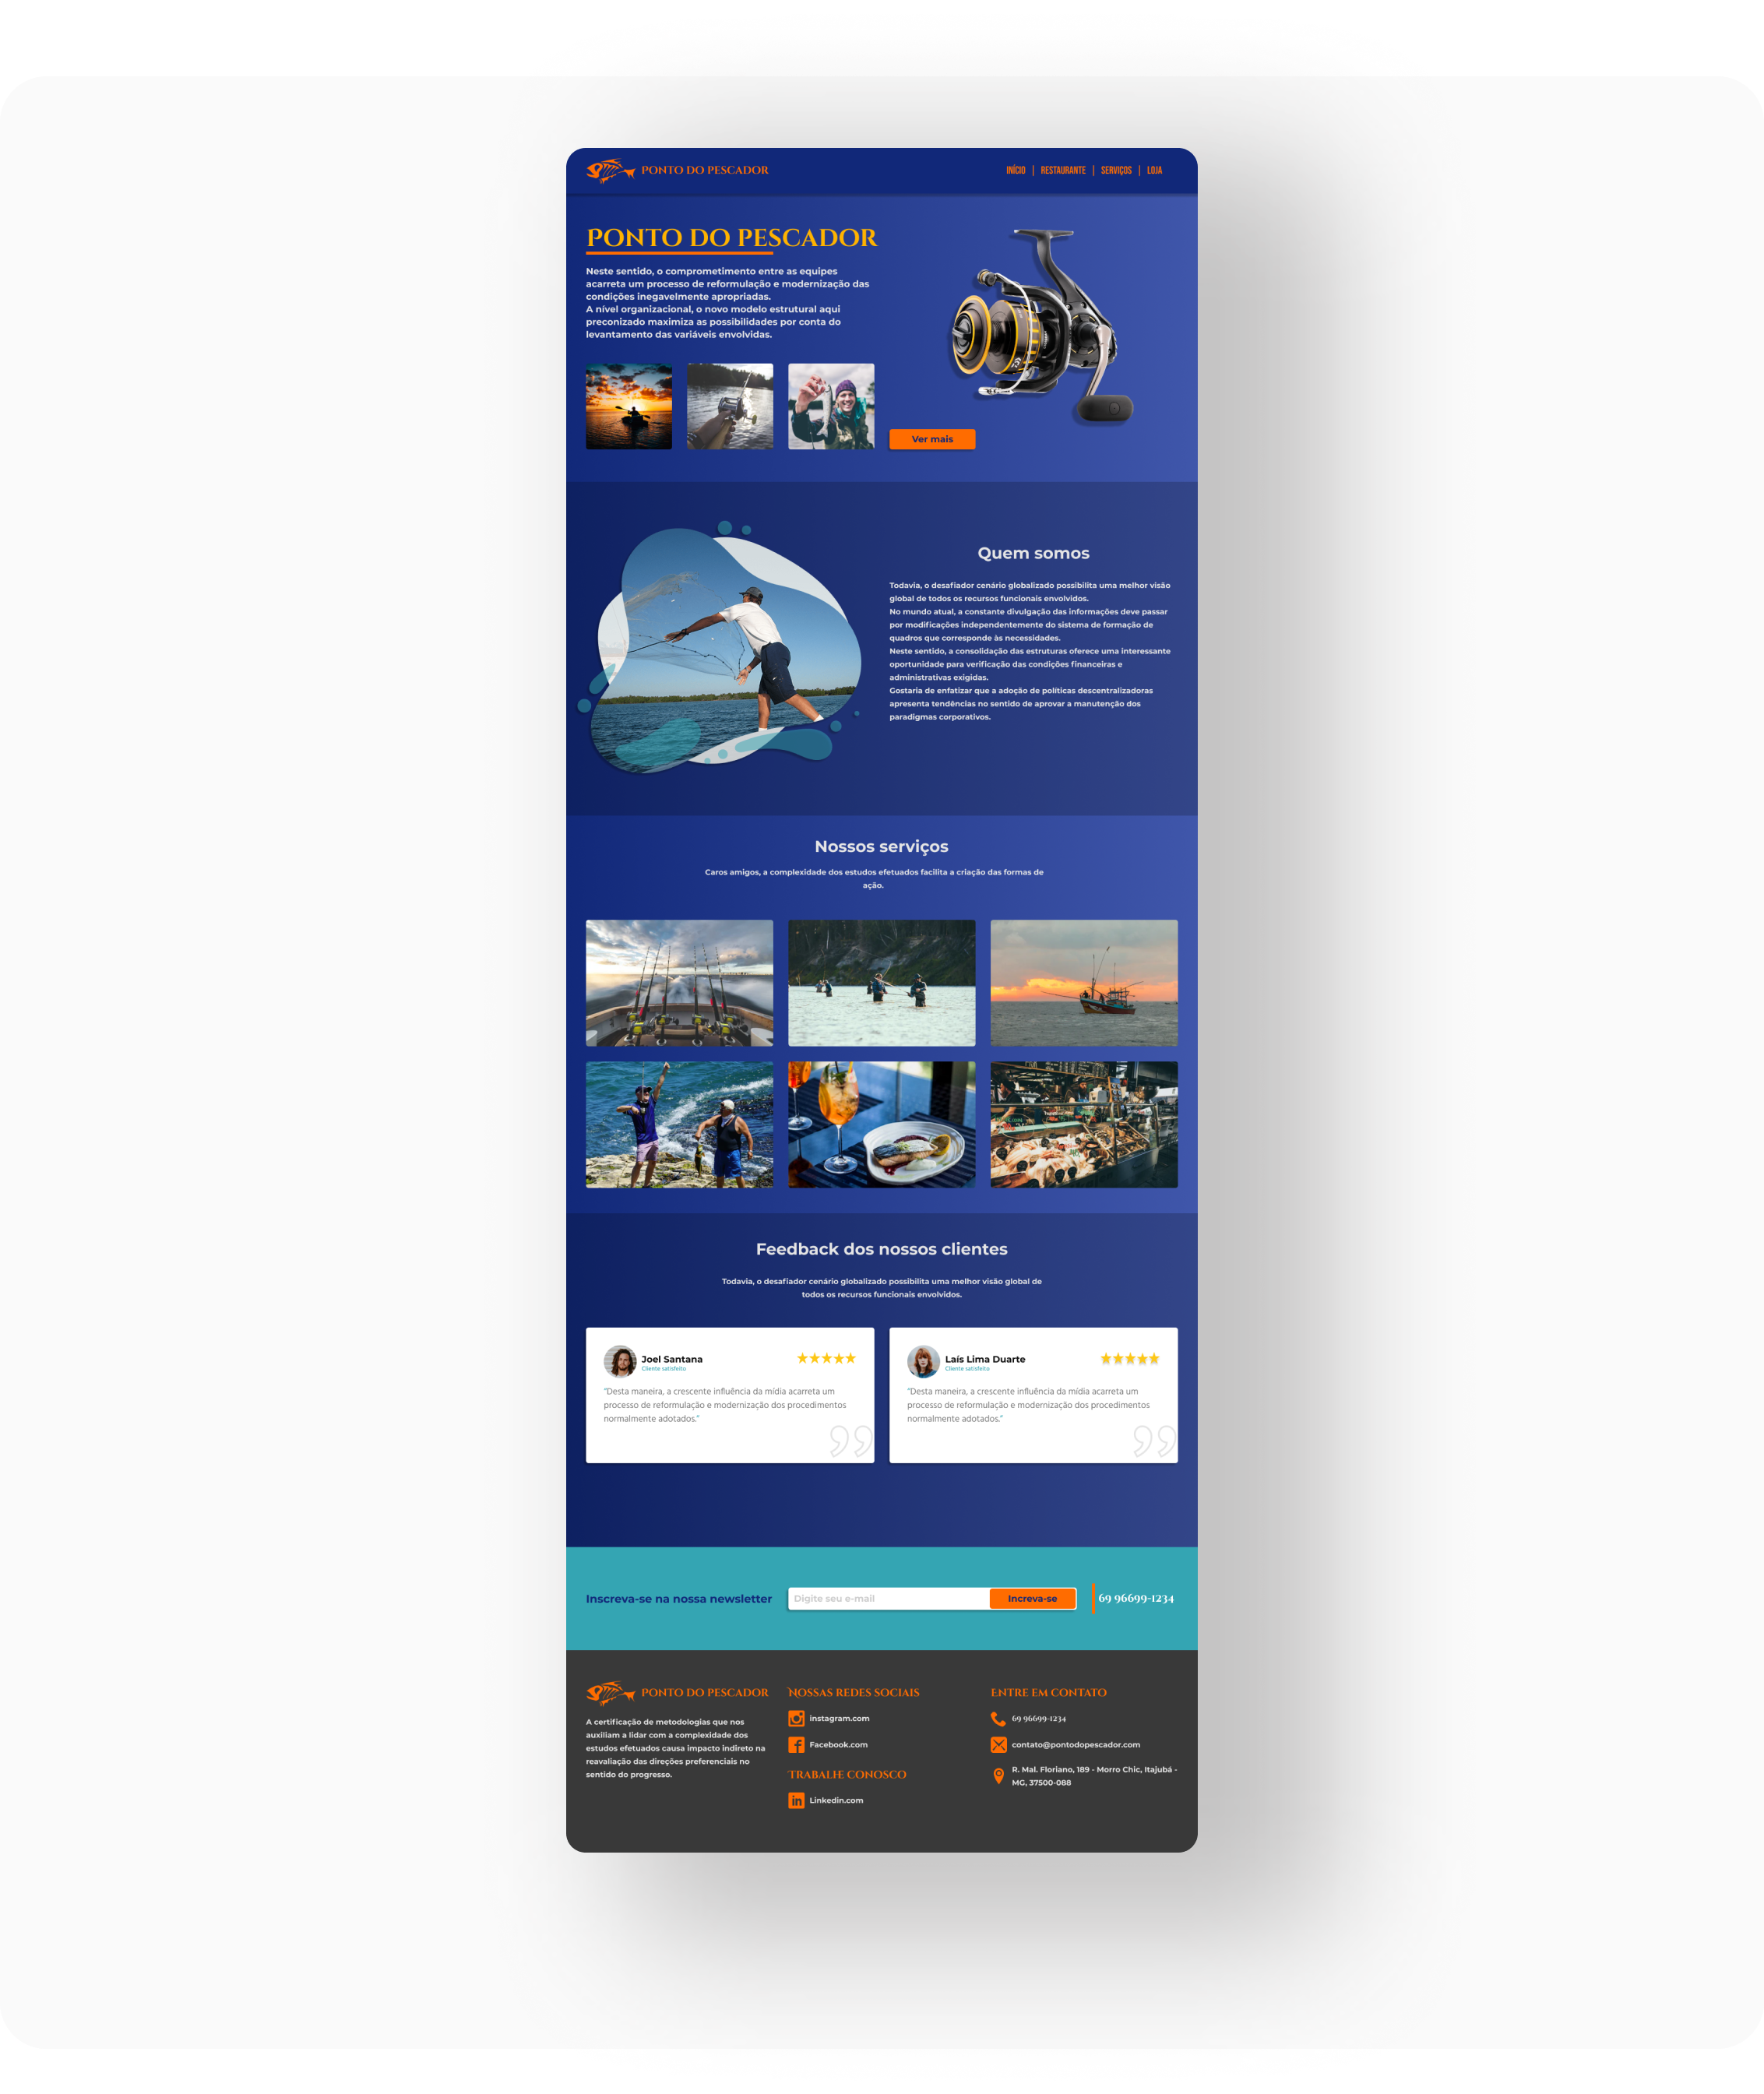 PONTO DO PESCADOR
INÍCIO | RESTAURANTE | SERVIÇOS | LOJA
PONTO DO PESCADOR
Neste sentido, o comprometimento entre as equipes
acarreta um processo de reformulação e modernização das
condições inegavelmente apropriadas.
A nível organizacional, o novo modelo estrutural aqui
preconizado maximiza as possibilidades por conta do
levantamento das variáveis envolvidas.
Ver mais
Quem somos
Todavia, o desafiador cenário globalizado possibilita uma melhor visão
global de todos os recursos funcionais envolvidos.
No mundo atual, a constante divulgação das informações deve passar
por modificações independentemente do sistema de formação de
quadros que corresponde às necessidades.
Neste sentido, a consolidação das estruturas oferece uma interessante
oportunidade para verificação das condições financeiras e
administrativas exigidas.
Gostaria de enfatizar que a adoção de políticas descentralizadoras
apresenta tendências no sentido de aprovar a manutenção dos
paradigmas corporativos.
Nossos serviços
Caros amigos, a complexidade dos estudos efetuados facilita a criação das formas de
ação.
Feedback dos nossos clientes
Todavia, o desafiador cenário globalizado possibilita uma melhor visão global de
todos os recursos funcionais envolvidos.
Joel Santana
Cliente satisfeito
"Desta maneira, a crescente influência da mídia acarreta um
processo de reformulação e modernização dos procedimentos
normalmente adotados."
Laís Lima Duarte
Cliente satisfeito
"Desta maneira, a crescente influência da mídia acarreta um
processo de reformulação e modernização dos procedimentos
normalmente adotados."
Inscreva-se na nossa newsletter
Digite seu e-mail
Increva-se
69 96699-1234
PONTO DO PESCADOR
A certificação de metodologias que nos
auxiliam a lidar com a complexidade dos
estudos efetuados causa impacto indireto na
reavaliação das direções preferenciais no
sentido do progresso.
NOSSAS REDES SOCIAIS
instagram.com
Facebook.com
TRABALHE CONOSCO
Linkedin.com
ENTRE EM CONTATO
69 96699-1234
contato@pontodopescador.com
R. Mal. Floriano, 189 - Morro Chic, Itajubá -
MG, 37500-088